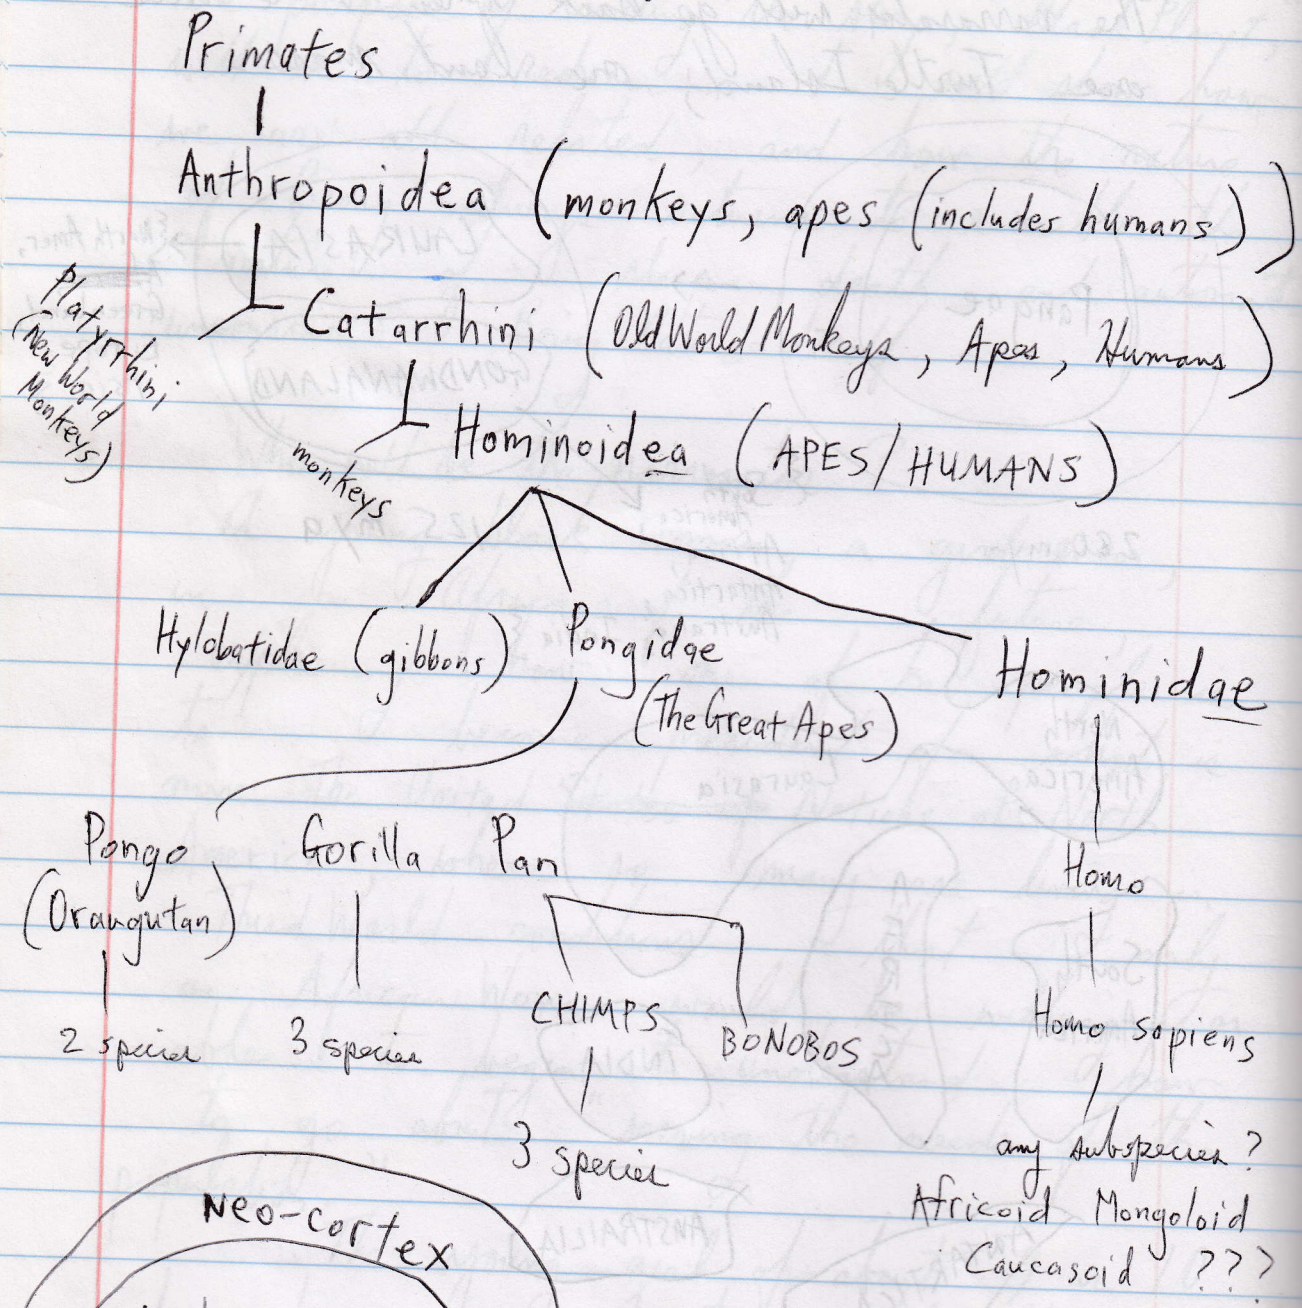 Primates
Anthropoidea (monkeys, apes (includes humans))
Catarrhini (Old World Monkeys, Apes, Humans)
Platyrrhini
(New World
Monkeys)
monkeys
Hominoidea (APES/HUMANS)
Hylobatidae (gibbons)
Pongidae
(The Great Apes)
Hominidae
Pongo
(Orangutan)
Gorilla
Pan
Homo
CHIMPS
BONOBOS
Homo sapiens
2 species
3 species
3 species
any subspecies?
Africoid Mongoloid
Caucasoid ???
Neo-cortex